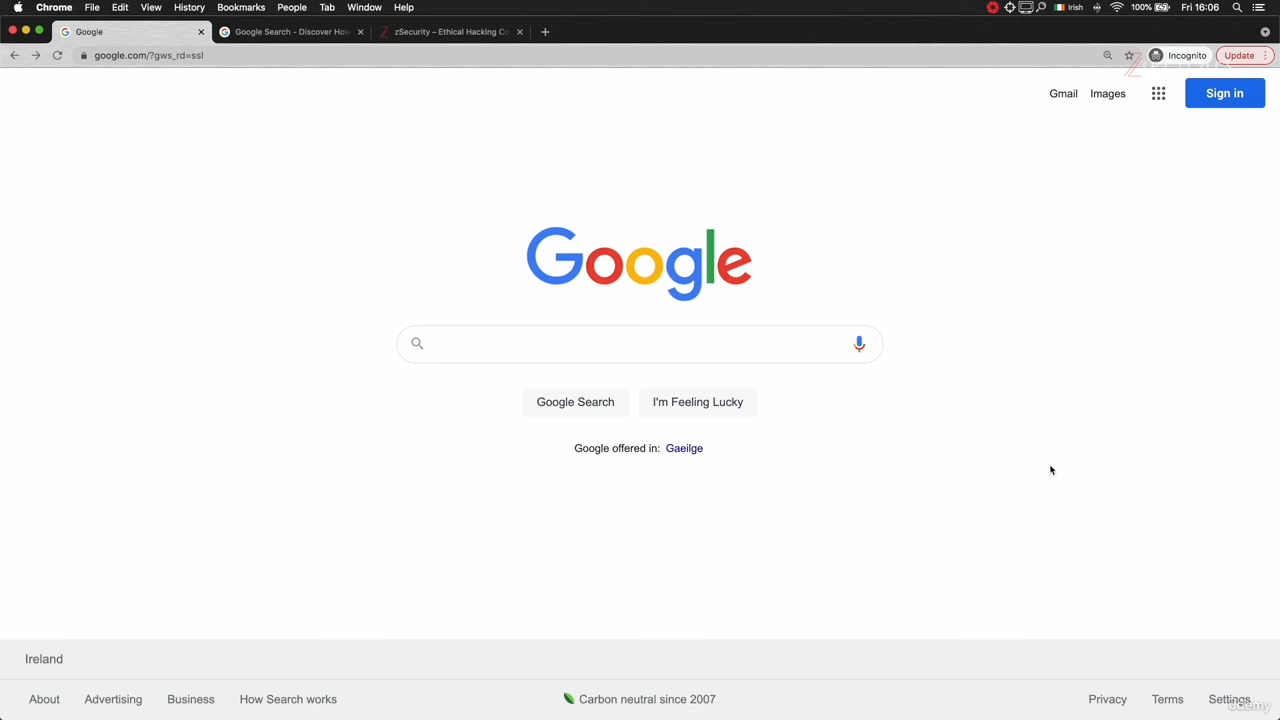 Chrome File Edit View History Bookmarks People Tab Window Help Irish 100% Fri 16:06
Google Google Search - Discover How zSecurity – Ethical Hacking Co
google.com/?gws_rd=ssl Incognito Update
Gmail Images Sign in
Google
Google Search I'm Feeling Lucky
Google offered in: Gaeilge
Ireland
About Advertising Business How Search works Carbon neutral since 2007 Privacy Terms Settings
udemy